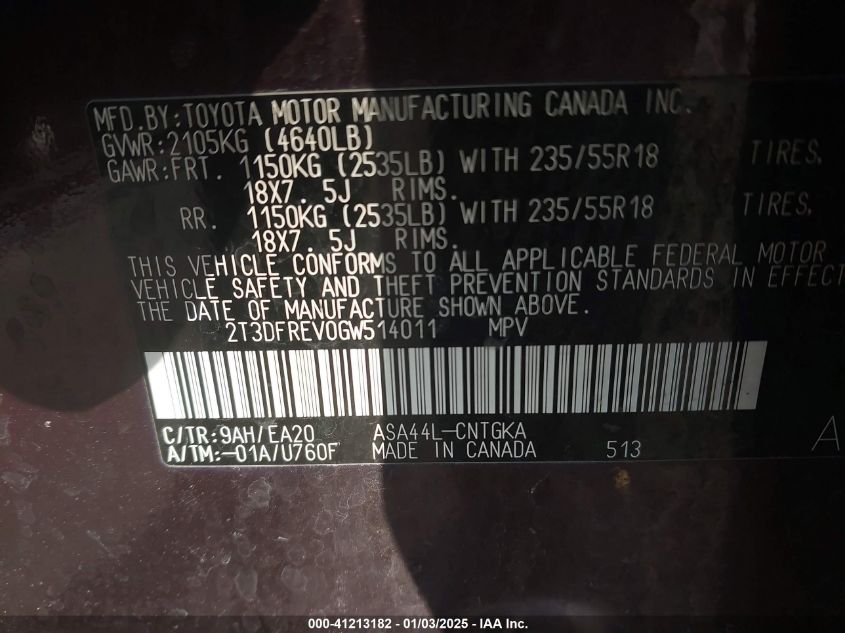 MFD.BY:TOYOTA MOTOR MANUFACTURING CANADA INC.
GVWR:2105KG (4640LB)
GAWR:FRT. 1150KG (2535LB) WITH 235/55R18 TIRES,
18X7.5J RIMS.
RR. 1150KG (2535LB) WITH 235/55R18 TIRES,
18X7.5J RIMS.
THIS VEHICLE CONFORMS TO ALL APPLICABLE FEDERAL MOTOR
VEHICLE SAFETY AND THEFT PREVENTION STANDARDS IN EFFECT
THE DATE OF MANUFACTURE SHOWN ABOVE.
2T3DFREV0GW514011 MPV
C/TR:9AH/EA20 ASA44L-CNTGKA A
A/TM:-01A/U760F MADE IN CANADA 513
000-41213182 - 01/03/2025 - IAA Inc.